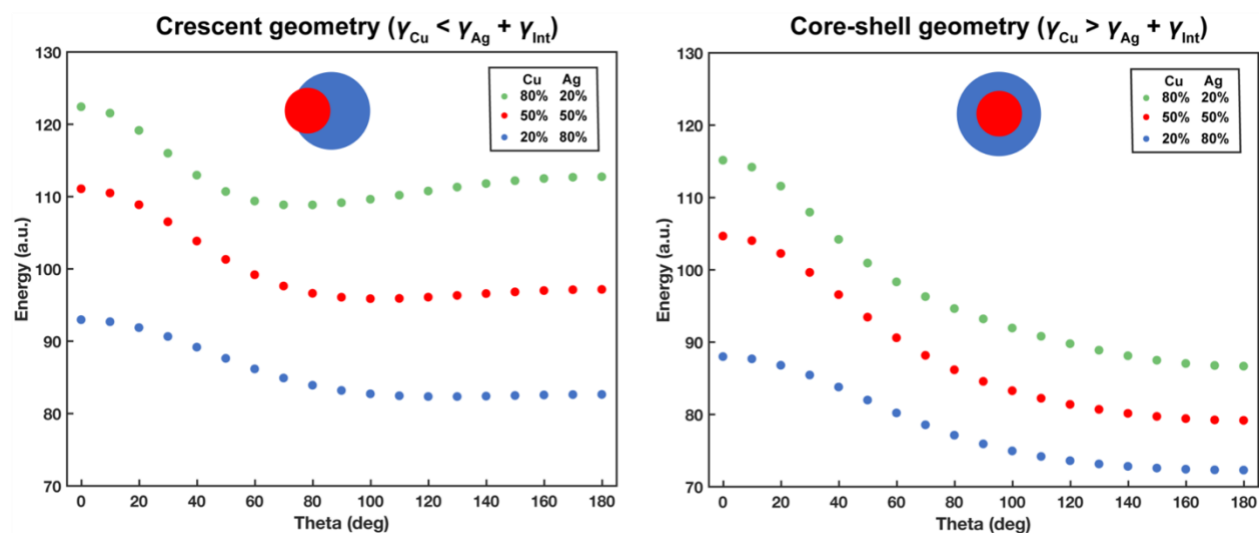 Crescent geometry (γCu < γAg + γInt)
Energy (a.u.)
130
120
110
100
90
80
70
Cu Ag
80% 20%
50% 50%
20% 80%
0 20 40 60 80 100 120 140 160 180
Theta (deg)
Core-shell geometry (γCu > γAg + γInt)
Energy (a.u.)
130
120
110
100
90
80
70
Cu Ag
80% 20%
50% 50%
20% 80%
0 20 40 60 80 100 120 140 160 180
Theta (deg)